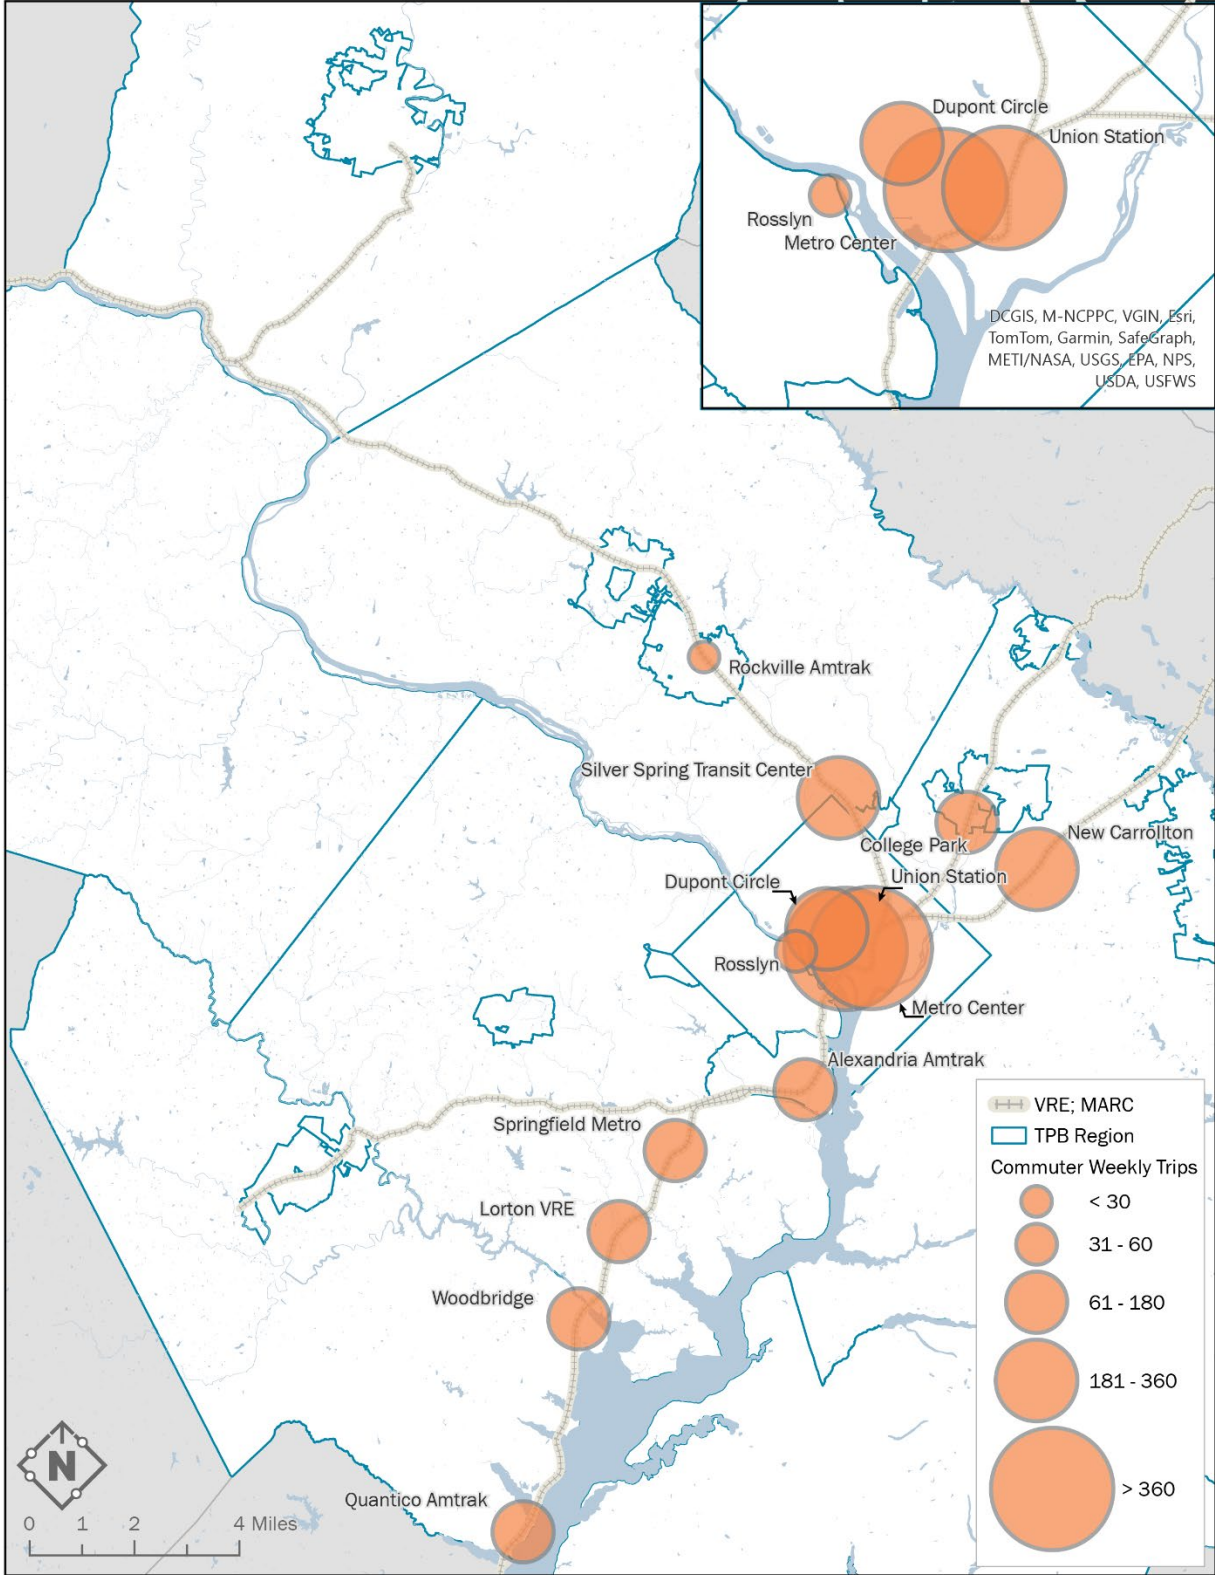 Dupont Circle
Union Station
Rosslyn
Metro Center
DCGIS, M-NCPPC, VGIN, Esri,
TomTom, Garmin, SafeGraph,
METI/NASA, USGS, EPA, NPS,
USDA, USFWS
Rockville Amtrak
Silver Spring Transit Center
College Park
New Carrollton
Dupont Circle
Union Station
Rosslyn
Metro Center
Alexandria Amtrak
Springfield Metro
Lorton VRE
Woodbridge
Quantico Amtrak
VRE; MARC
TPB Region
Commuter Weekly Trips
< 30
31 - 60
61 - 180
181 - 360
> 360
N
0 1 2 4 Miles